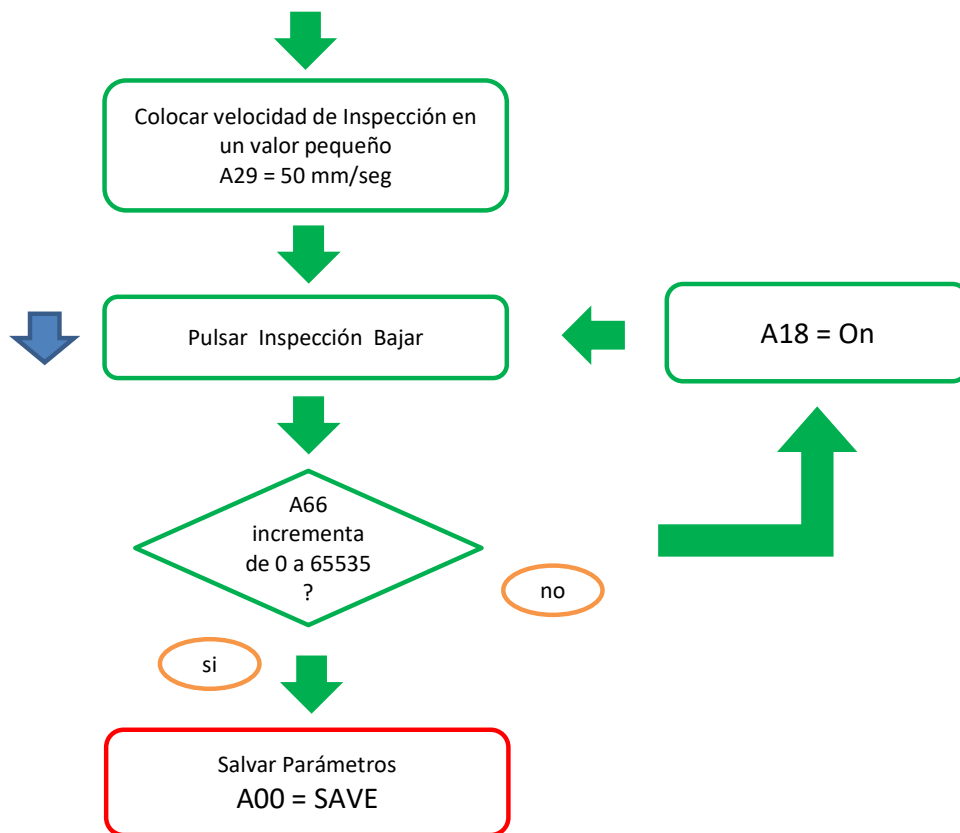 Colocar velocidad de Inspección en
un valor pequeño
A29 = 50 mm/seg
Pulsar Inspección Bajar
A18 = On
A66
incrementa
de 0 a 65535
?
no
si
Salvar Parámetros
A00 = SAVE